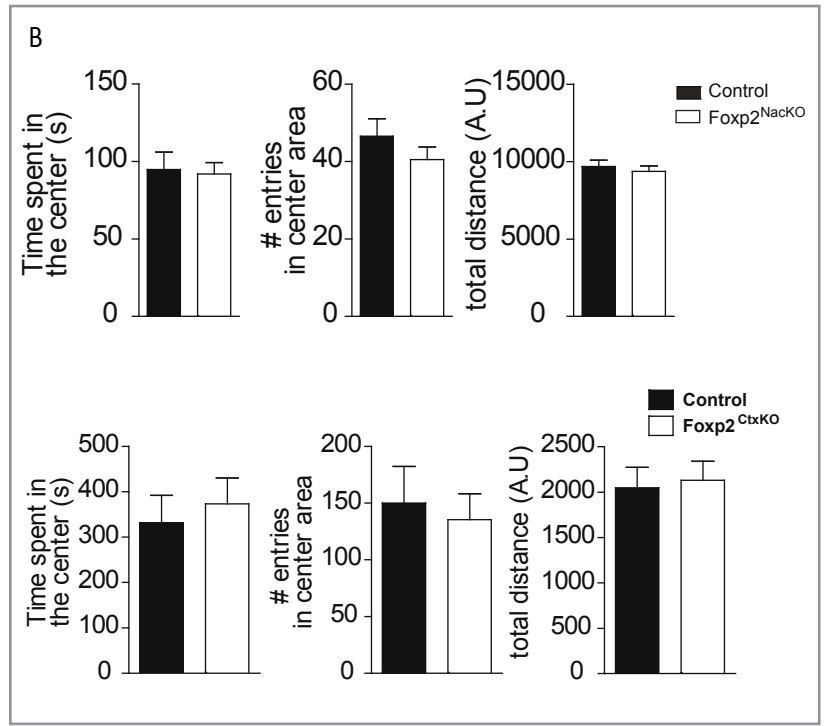 B
Time spent in
the center (s)
150
100
50
0
# entries
in center area
60
40
20
0
total distance (A.U)
15000
10000
5000
0
Control
Foxp2NacKO
Time spent in
the center (s)
500
400
300
200
100
0
# entries
in center area
200
150
100
50
0
total distance (A.U)
2500
2000
1500
1000
500
0
Control
Foxp2CtxKO